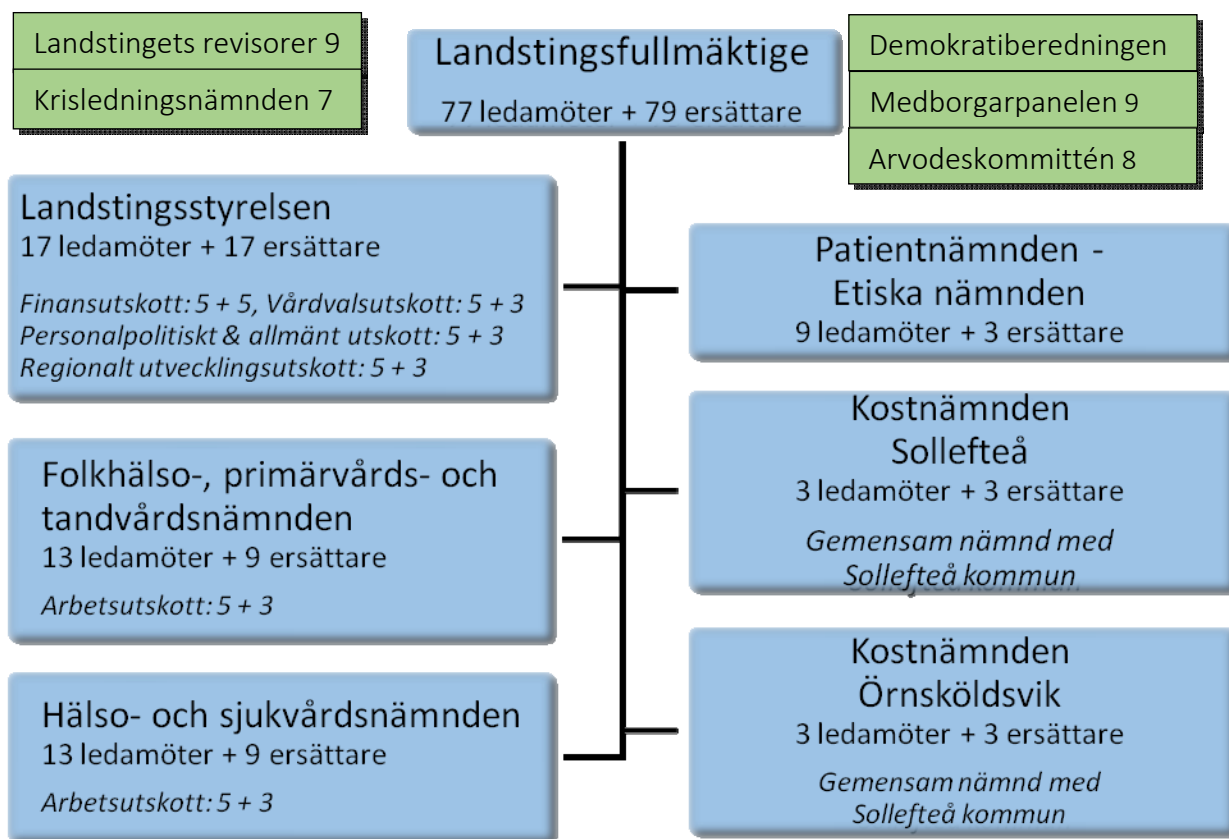 Landstingets revisorer 9
Krisledningsnämnden 7
Landstingsfullmäktige
77 ledamöter + 79 ersättare
Demokratiberedningen
Medborgarpanelen 9
Arvodeskommittén 8
Landstingsstyrelsen
17 ledamöter + 17 ersättare
Finansutskott: 5 + 5, Vårdvalsutskott: 5 + 3
Personalpolitiskt & allmänt utskott: 5 + 3
Regionalt utvecklingsutskott: 5 + 3
Patientnämnden -
Etiska nämnden
9 ledamöter + 3 ersättare
Folkhälso-, primärvårds- och
tandvårdsnämnden
13 ledamöter + 9 ersättare
Arbetsutskott: 5 + 3
Kostnämnden
Sollefteå
3 ledamöter + 3 ersättare
Gemensam nämnd med
Sollefteå kommun
Hälso- och sjukvårdsnämnden
13 ledamöter + 9 ersättare
Arbetsutskott: 5 + 3
Kostnämnden
Örnsköldsvik
3 ledamöter + 3 ersättare
Gemensam nämnd med
Sollefteå kommun